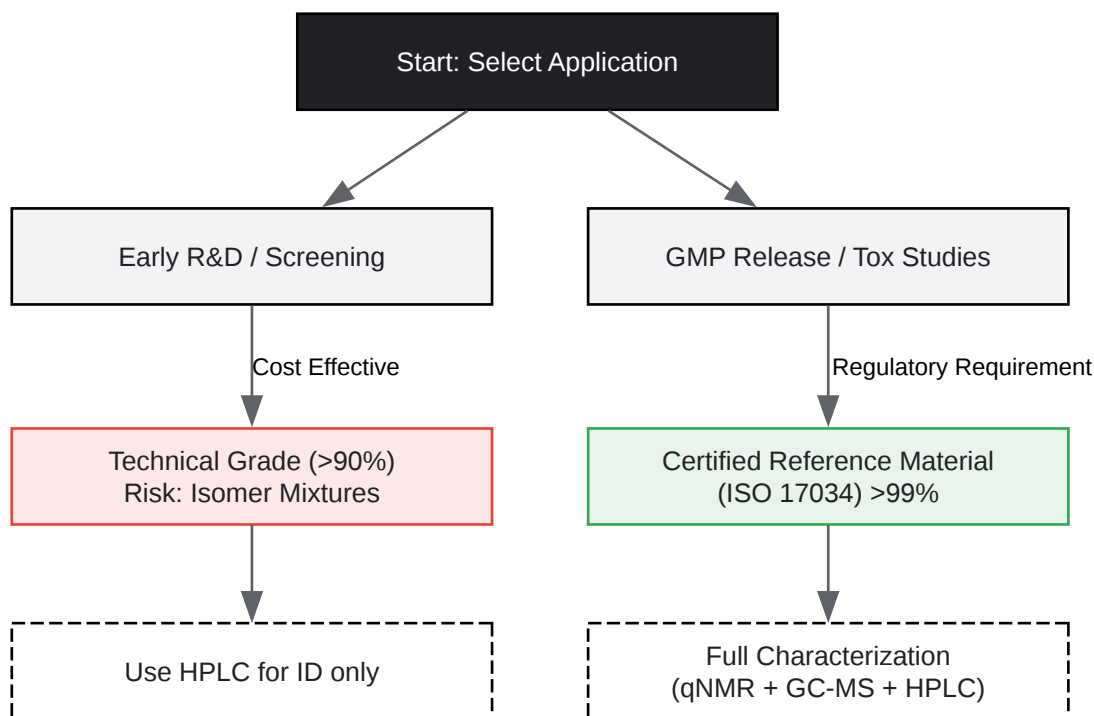 Start: Select Application
Early R&D / Screening
GMP Release / Tox Studies
Cost Effective
Regulatory Requirement
Technical Grade (>90%)
Risk: Isomer Mixtures
Certified Reference Material
(ISO 17034) >99%
Use HPLC for ID only
Full Characterization
(qNMR + GC-MS + HPLC)